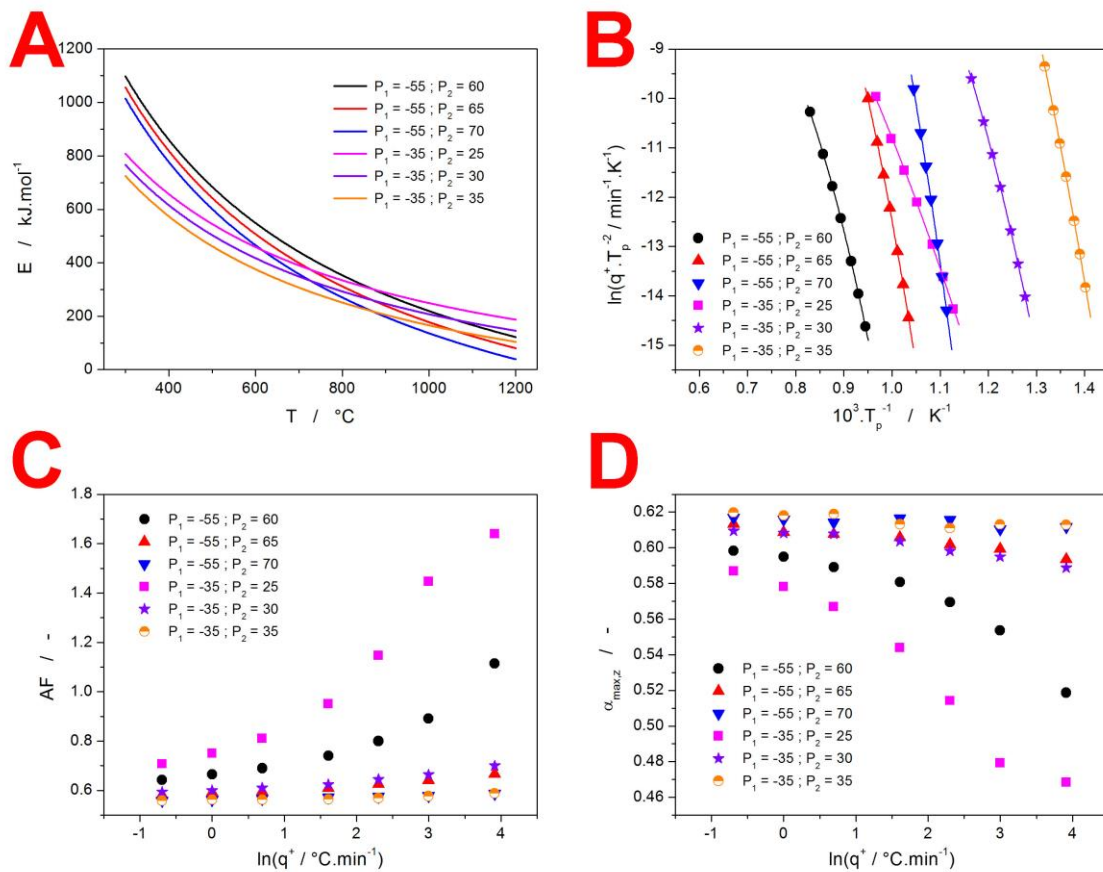 A
1200
1000
800
600
400
200
0
E / kJ.mol⁻¹
P₁ = -55 ; P₂ = 60
P₁ = -55 ; P₂ = 65
P₁ = -55 ; P₂ = 70
P₁ = -35 ; P₂ = 25
P₁ = -35 ; P₂ = 30
P₁ = -35 ; P₂ = 35
400 600 800 1000 1200
T / °C
B
-9
-10
-11
-12
-13
-14
-15
ln(q⁺.Tₚ⁻² / min⁻¹.K⁻¹)
P₁ = -55 ; P₂ = 60
P₁ = -55 ; P₂ = 65
P₁ = -55 ; P₂ = 70
P₁ = -35 ; P₂ = 25
P₁ = -35 ; P₂ = 30
P₁ = -35 ; P₂ = 35
0.6 0.7 0.8 0.9 1.0 1.1 1.2 1.3 1.4
10³.Tₚ⁻¹ / K⁻¹
C
1.8
1.6
1.4
1.2
1.0
0.8
0.6
AF / -
P₁ = -55 ; P₂ = 60
P₁ = -55 ; P₂ = 65
P₁ = -55 ; P₂ = 70
P₁ = -35 ; P₂ = 25
P₁ = -35 ; P₂ = 30
P₁ = -35 ; P₂ = 35
-1 0 1 2 3 4
ln(q⁺ / °C.min⁻¹)
D
0.62
0.60
0.58
0.56
0.54
0.52
0.50
0.48
0.46
α_max,z / -
P₁ = -55 ; P₂ = 60
P₁ = -55 ; P₂ = 65
P₁ = -55 ; P₂ = 70
P₁ = -35 ; P₂ = 25
P₁ = -35 ; P₂ = 30
P₁ = -35 ; P₂ = 35
-1 0 1 2 3 4
ln(q⁺ / °C.min⁻¹)